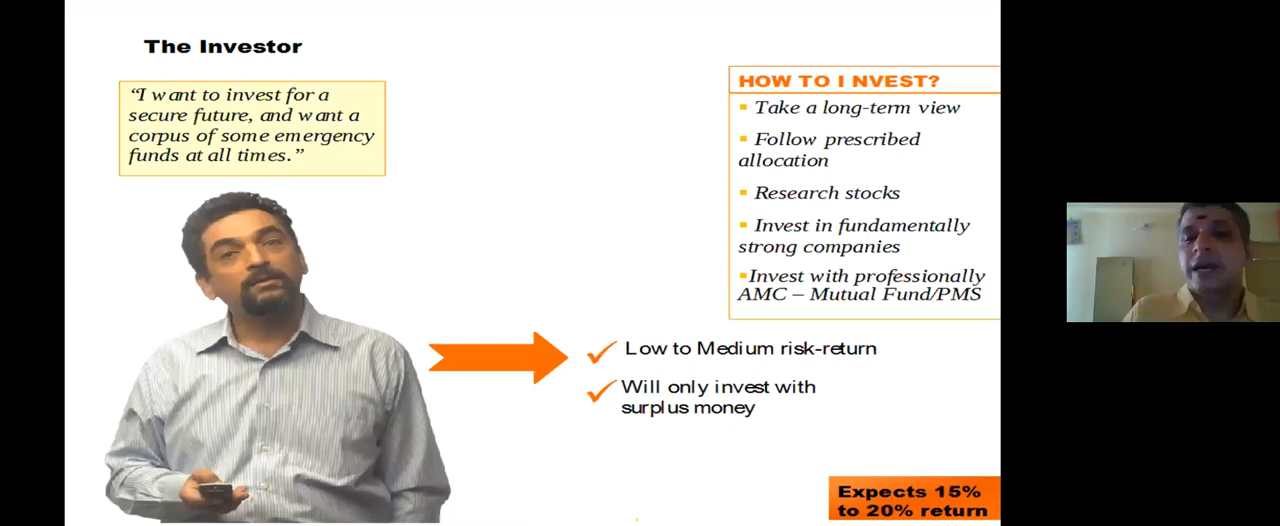 The Investor
“I want to invest for a
secure future, and want a
corpus of some emergency
funds at all times.”
HOW TO I NVEST?
Take a long-term view
Follow prescribed
allocation
Research stocks
Invest in fundamentally
strong companies
Invest with professionally
AMC – Mutual Fund/PMS
Low to Medium risk-return
Will only invest with
surplus money
Expects 15%
to 20% return